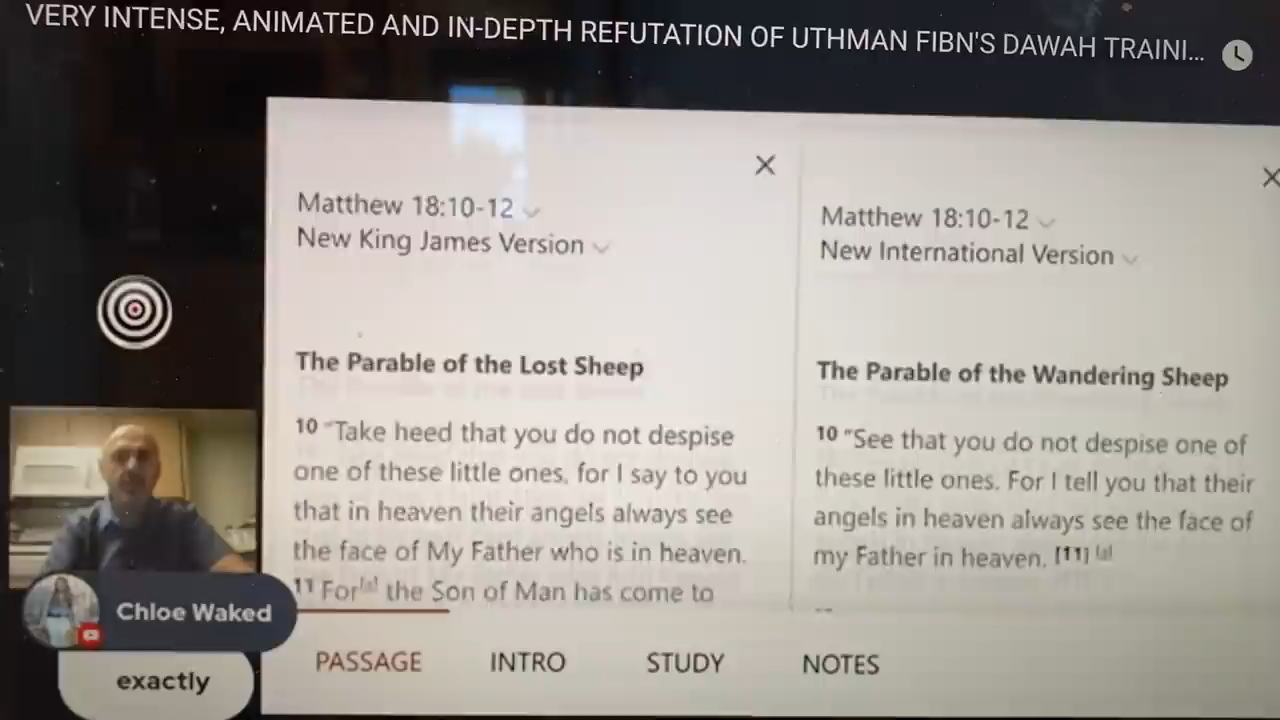 VERY INTENSE, ANIMATED AND IN-DEPTH REFUTATION OF UTHMAN FIBN'S DAWAH TRAINI...
Matthew 18:10-12
New King James Version
The Parable of the Lost Sheep
10 "Take heed that you do not despise
one of these little ones, for I say to you
that in heaven their angels always see
the face of My Father who is in heaven.
11 For[a] the Son of Man has come to
Matthew 18:10-12
New International Version
The Parable of the Wandering Sheep
10 "See that you do not despise one of
these little ones. For I tell you that their
angels in heaven always see the face of
my Father in heaven. [11] [a]
PASSAGE INTRO STUDY NOTES
Chloe Waked
exactly